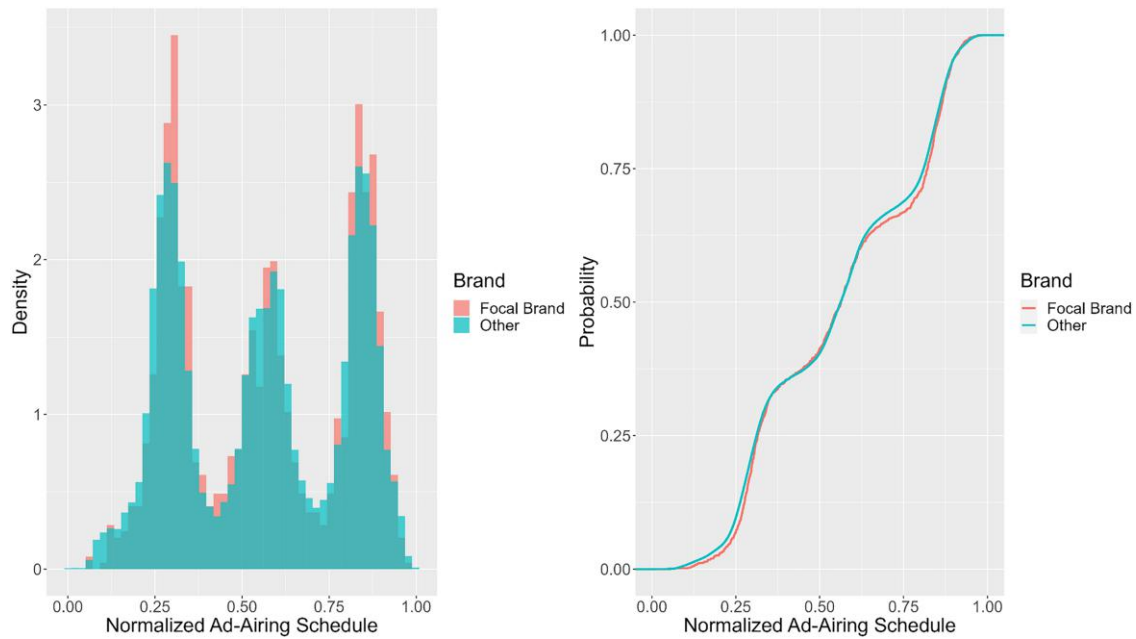 3
2
1
0
Density
0.00 0.25 0.50 0.75 1.00
Normalized Ad-Airing Schedule
Brand
Focal Brand
Other
1.00
0.75
0.50
0.25
0.00
Probability
0.00 0.25 0.50 0.75 1.00
Normalized Ad-Airing Schedule
Brand
Focal Brand
Other